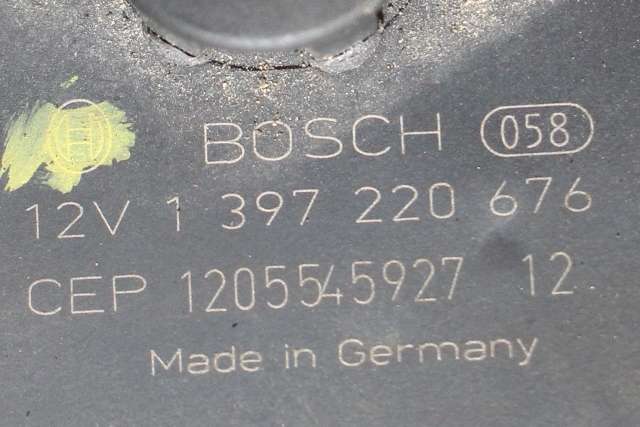 BOSCH 058
12V 1 397 220 676
CEP 1205545927 12
Made in Germany